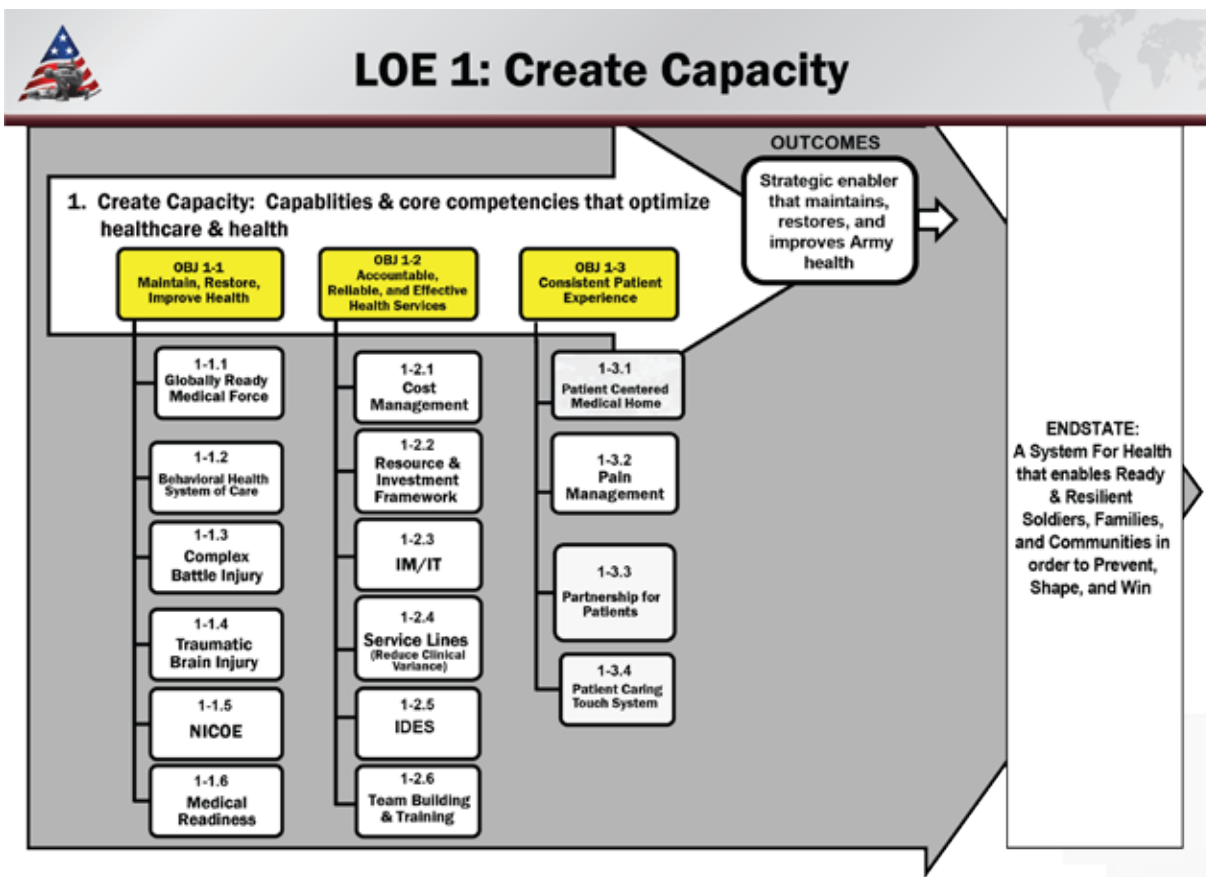 LOE 1: Create Capacity
OUTCOMES
Strategic enabler
that maintains,
restores, and
improves Army
health
1. Create Capacity: Capablities & core competencies that optimize
healthcare & health
OBJ 1-1
Maintain, Restore,
Improve Health
1-1.1
Globally Ready
Medical Force
1-1.2
Behavioral Health
System of Care
1-1.3
Complex
Battle Injury
1-1.4
Traumatic
Brain Injury
1-1.5
NICOE
1-1.6
Medical
Readiness
OBJ 1-2
Accountable,
Reliable, and Effective
Health Services
1-2.1
Cost
Management
1-2.2
Resource &
Investment
Framework
1-2.3
IM/IT
1-2.4
Service Lines
(Reduce Clinical
Variance)
1-2.5
IDES
1-2.6
Team Building
& Training
OBJ 1-3
Consistent Patient
Experience
1-3.1
Patient Centered
Medical Home
1-3.2
Pain
Management
1-3.3
Partnership for
Patients
1-3.4
Patient Caring
Touch System
ENDSTATE:
A System For Health
that enables Ready
& Resilient
Soldiers, Families,
and Communities in
order to Prevent,
Shape, and Win